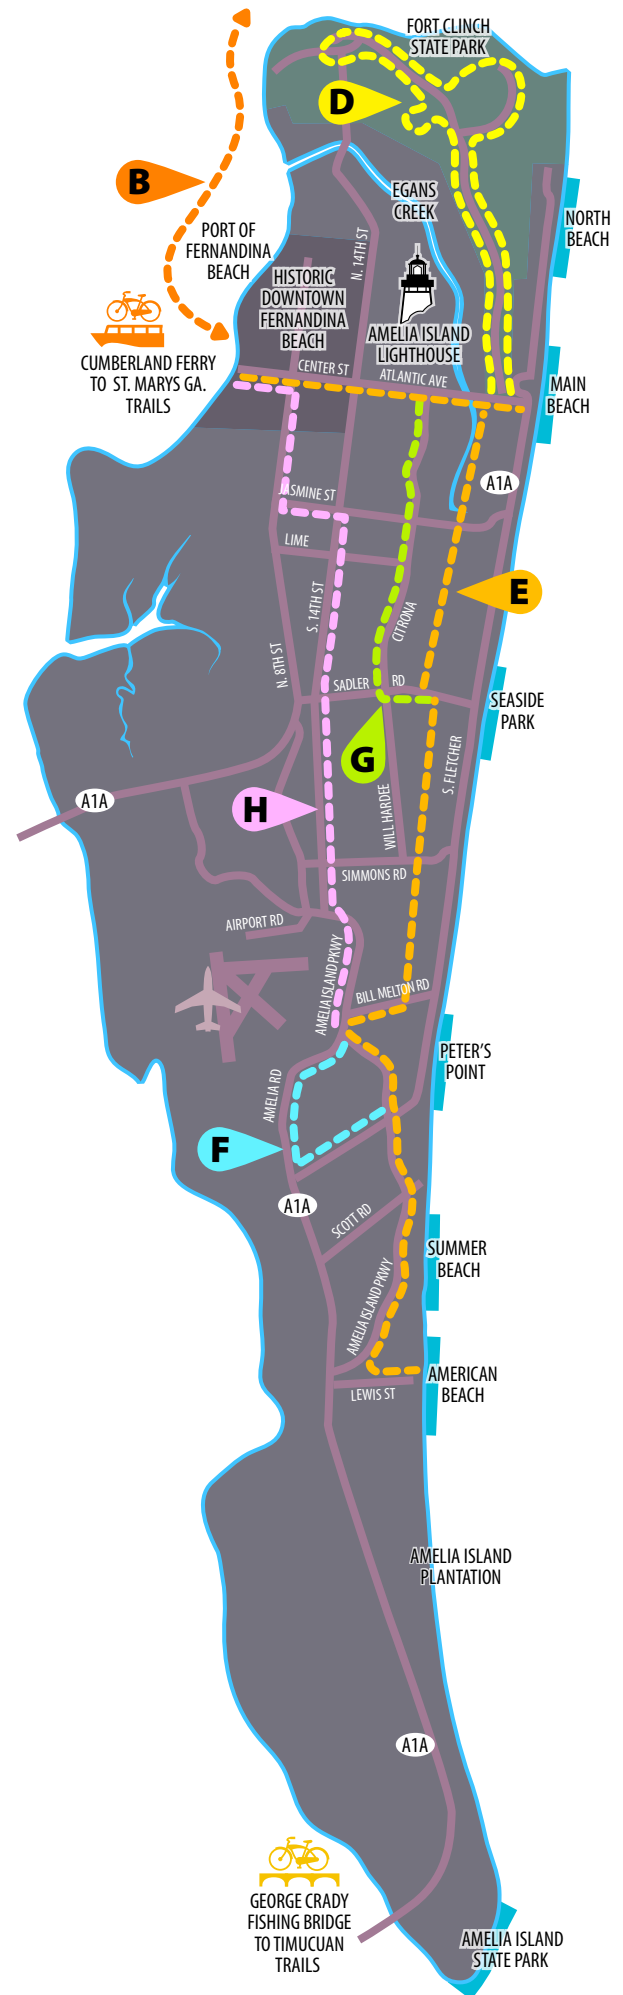 FORT CLINCH
STATE PARK
D
B
EGANS
CREEK
NORTH
BEACH
PORT OF
FERNANDINA
BEACH
N. 14TH ST
HISTORIC
DOWNTOWN
FERNANDINA
BEACH
AMELIA ISLAND
LIGHTHOUSE
CUMBERLAND FERRY
TO ST. MARYS GA.
TRAILS
CENTER ST
ATLANTIC AVE
MAIN
BEACH
A1A
JASMINE ST
LIME
S. 14TH ST
CITRONA
E
N. 8TH ST
SADLER
RD
SEASIDE
PARK
G
S. FLETCHER
A1A
H
WILL HARDEE
SIMMONS RD
AIRPORT RD
AMELIA ISLAND PKWY
BILL MELTON RD
PETER'S
POINT
AMELIA RD
F
A1A
SCOTT RD
SUMMER
BEACH
AMELIA ISLAND PKWY
AMERICAN
BEACH
LEWIS ST
AMELIA ISLAND
PLANTATION
A1A
GEORGE CRADY
FISHING BRIDGE
TO TIMUCUAN
TRAILS
AMELIA ISLAND
STATE PARK